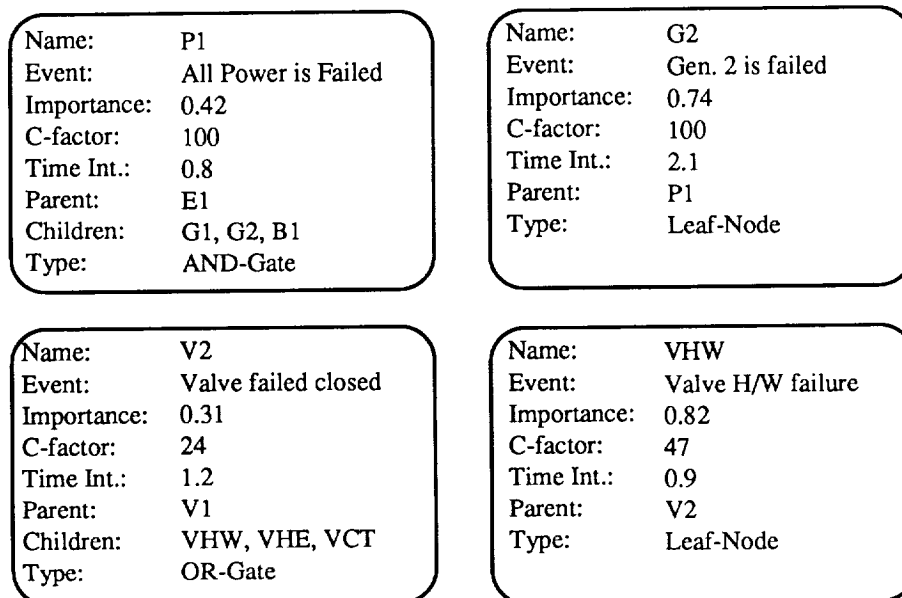 Name: P1
Event: All Power is Failed
Importance: 0.42
C-factor: 100
Time Int.: 0.8
Parent: E1
Children: G1, G2, B1
Type: AND-Gate
Name: G2
Event: Gen. 2 is failed
Importance: 0.74
C-factor: 100
Time Int.: 2.1
Parent: P1
Type: Leaf-Node
Name: V2
Event: Valve failed closed
Importance: 0.31
C-factor: 24
Time Int.: 1.2
Parent: V1
Children: VHW, VHE, VCT
Type: OR-Gate
Name: VHW
Event: Valve H/W failure
Importance: 0.82
C-factor: 47
Time Int.: 0.9
Parent: V2
Type: Leaf-Node